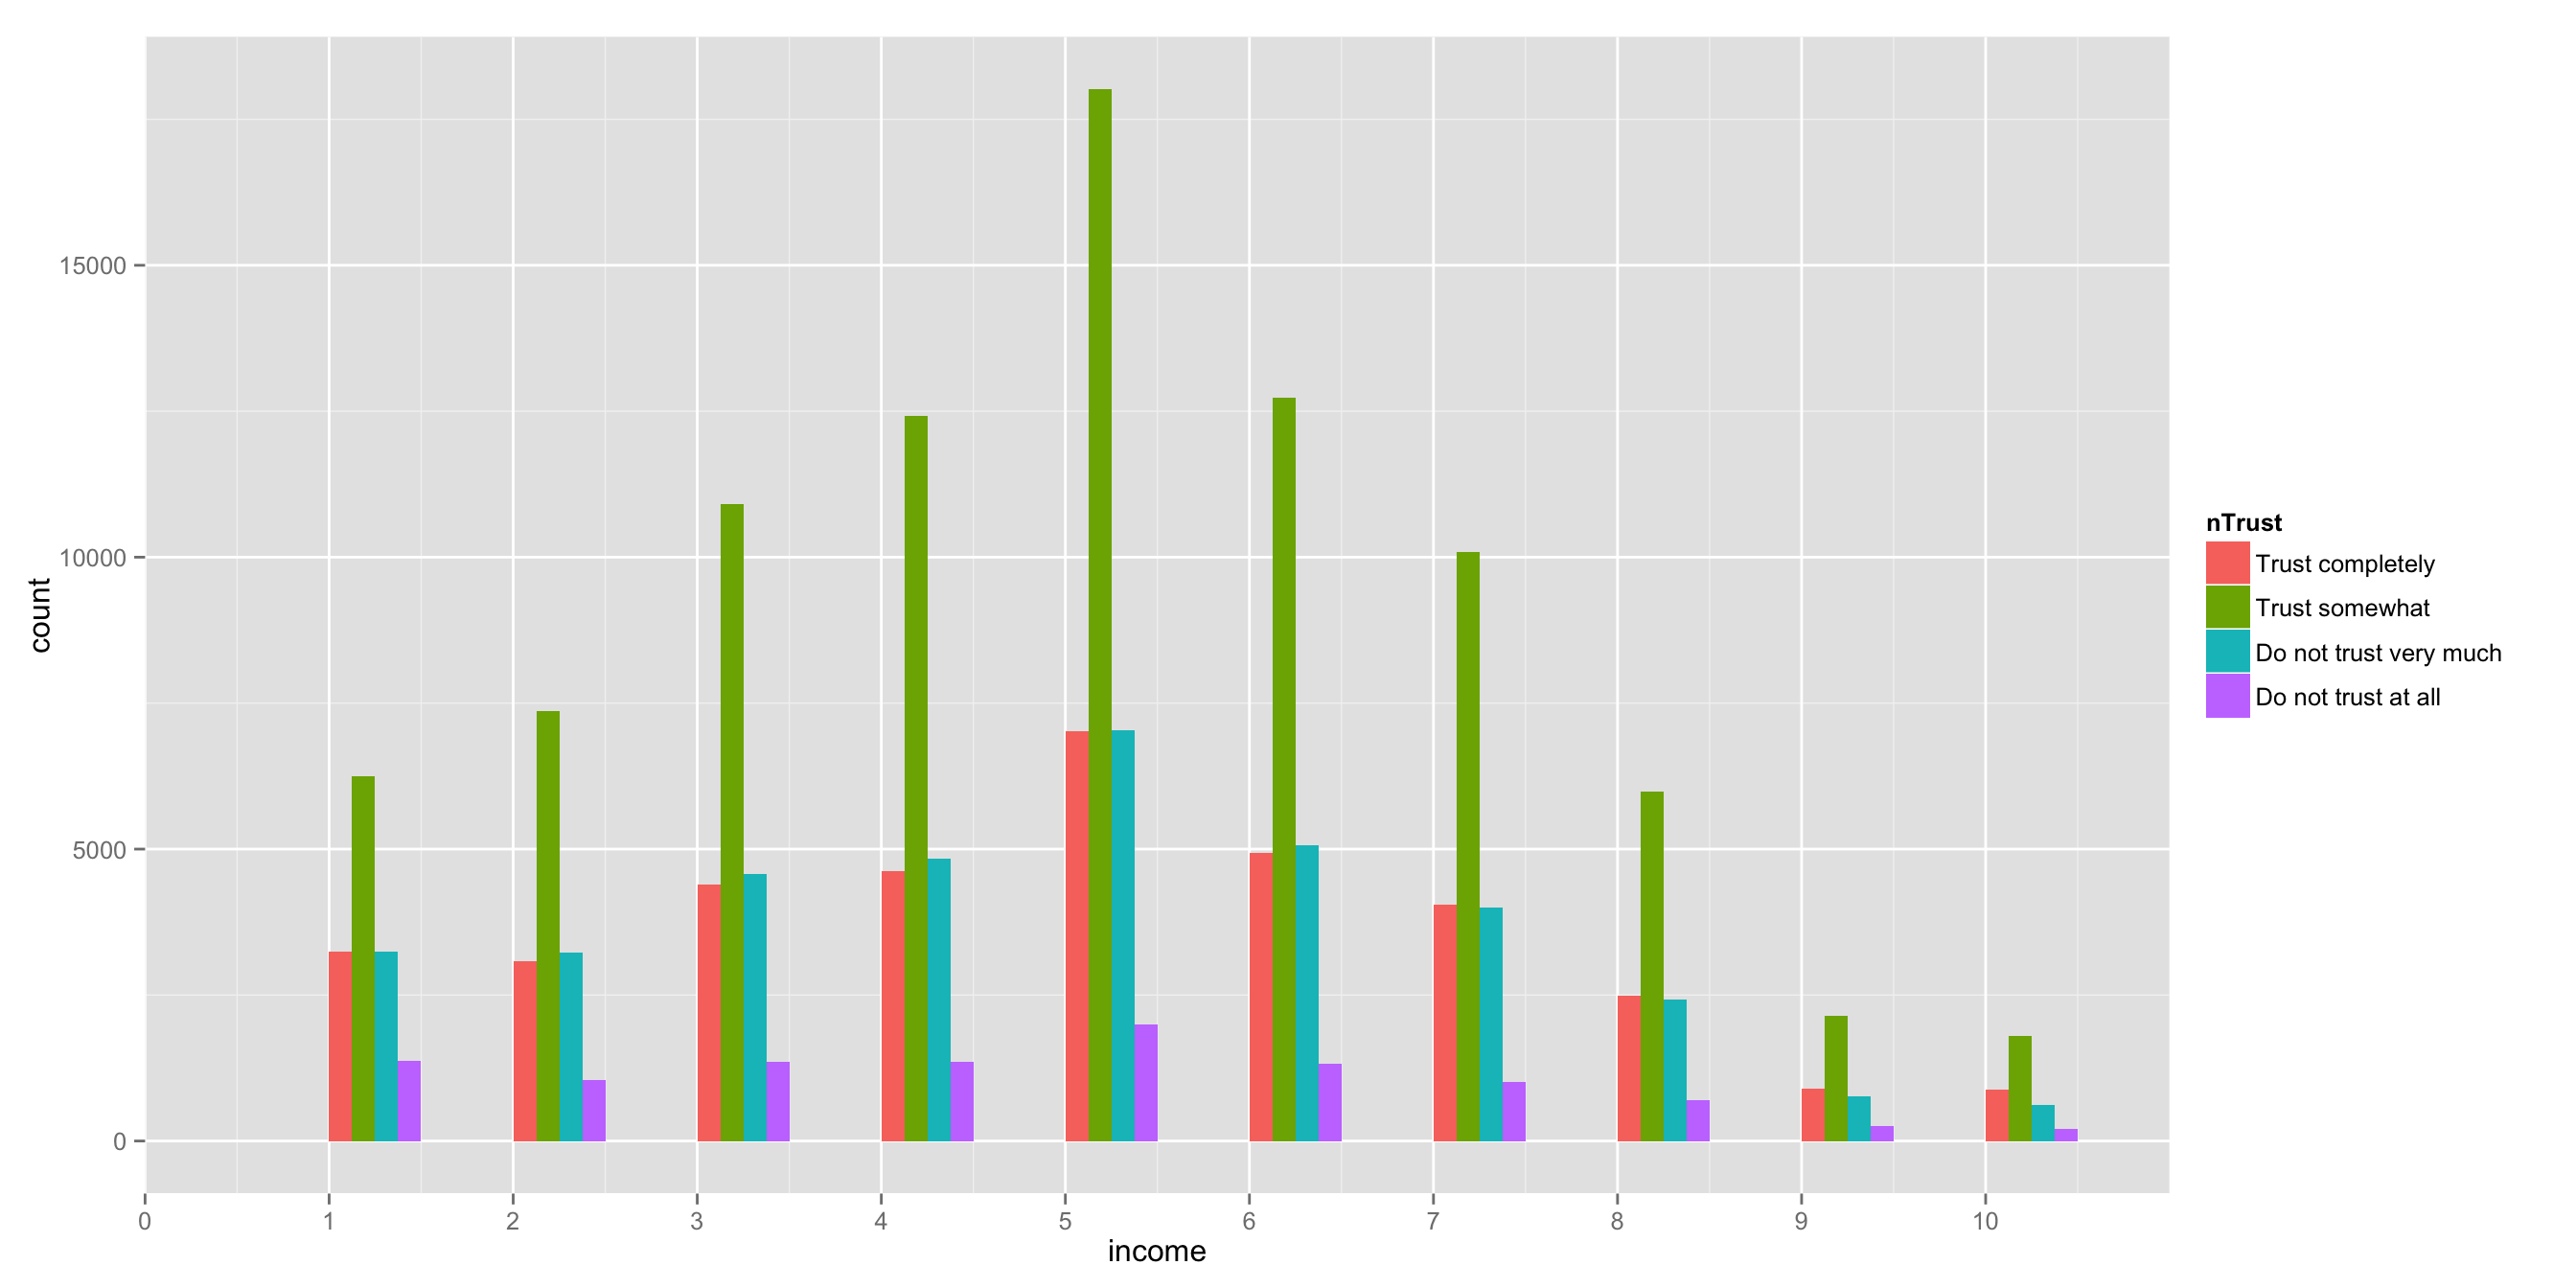 15000
10000
5000
0
count
0 1 2 3 4 5 6 7 8 9 10
income
nTrust
Trust completely
Trust somewhat
Do not trust very much
Do not trust at all